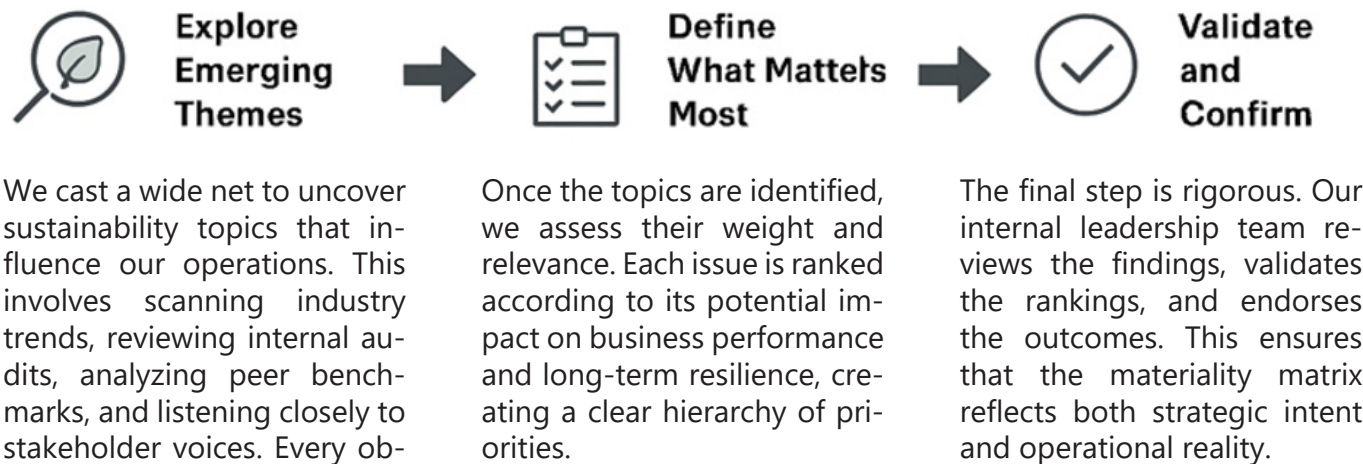 Explore
Emerging
Themes
Define
What Matters
Most
Validate
and
Confirm
We cast a wide net to uncover
sustainability topics that in-
fluence our operations. This
involves scanning industry
trends, reviewing internal au-
dits, analyzing peer bench-
marks, and listening closely to
stakeholder voices. Every ob-
Once the topics are identified,
we assess their weight and
relevance. Each issue is ranked
according to its potential im-
pact on business performance
and long-term resilience, cre-
ating a clear hierarchy of pri-
orities.
The final step is rigorous. Our
internal leadership team re-
views the findings, validates
the rankings, and endorses
the outcomes. This ensures
that the materiality matrix
reflects both strategic intent
and operational reality.